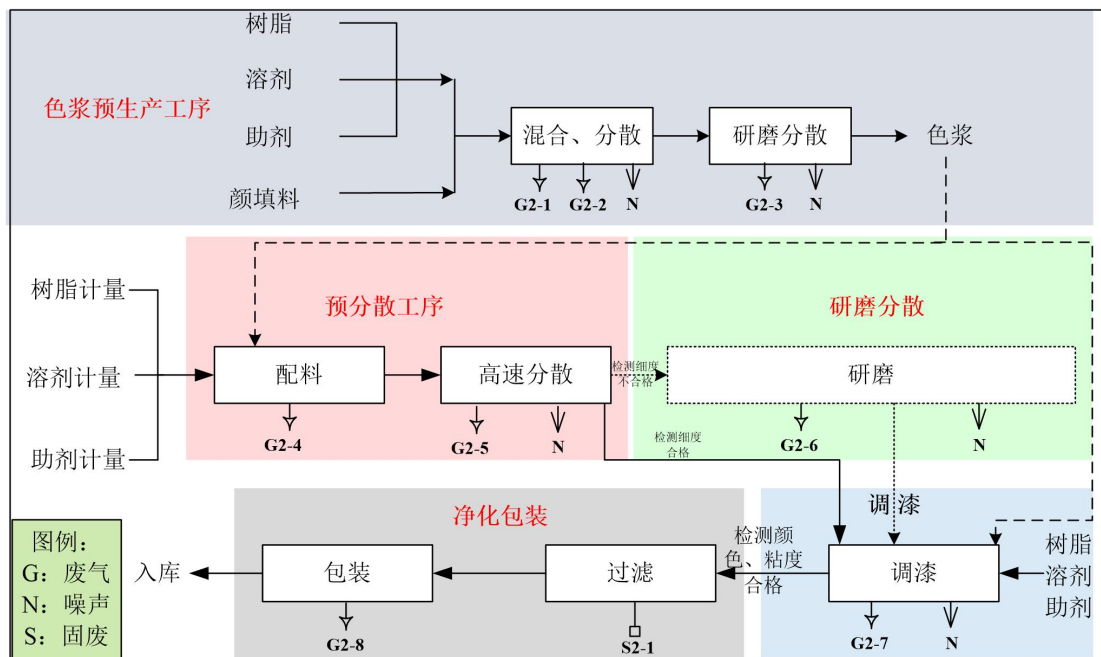 树脂
溶剂
色浆预生产工序
助剂
颜填料
混合、分散
研磨分散
色浆
G2-1
G2-2
N
G2-3
N
树脂计量
溶剂计量
助剂计量
预分散工序
研磨分散
配料
高速分散
检测细度
不合格
研磨
G2-4
G2-5
N
检测细度
合格
G2-6
N
净化包装
调漆
图例：
G：废气
N：噪声
S：固废
入库
包装
过滤
检测颜
色、粘度
合格
调漆
树脂
溶剂
助剂
G2-8
S2-1
G2-7
N